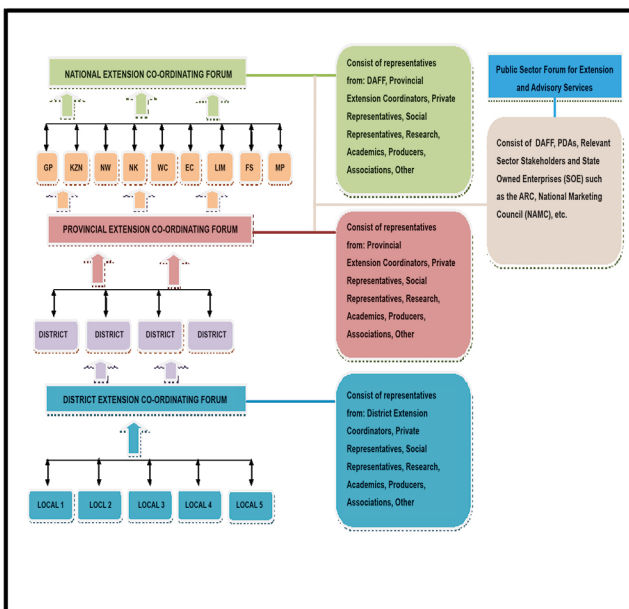 NATIONAL EXTENSION CO-ORDINATING FORUM
Consist of representatives
from: DAFF, Provincial
Extension Coordinators, Private
Representatives, Social
Representatives, Research,
Academics, Producers,
Associations, Other
Public Sector Forum for Extension
and Advisory Services
Consist of DAFF, PDAs, Relevant
Sector Stakeholders and State
Owned Enterprises (SOE) such
as the ARC, National Marketing
Council (NAMC), etc.
GP
KZN
NW
NK
WC
EC
LIM
FS
MP
PROVINCIAL EXTENSION CO-ORDINATING FORUM
Consist of representatives
from: Provincial
Extension Coordinators, Private
Representatives, Social
Representatives, Research,
Academics, Producers,
Associations, Other
DISTRICT
DISTRICT
DISTRICT
DISTRICT
DISTRICT EXTENSION CO-ORDINATING FORUM
Consist of representatives
from: District Extension
Coordinators, Private
Representatives, Social
Representatives, Research,
Academics, Producers,
Associations, Other
LOCAL 1
LOCL 2
LOCAL 3
LOCAL 4
LOCAL 5